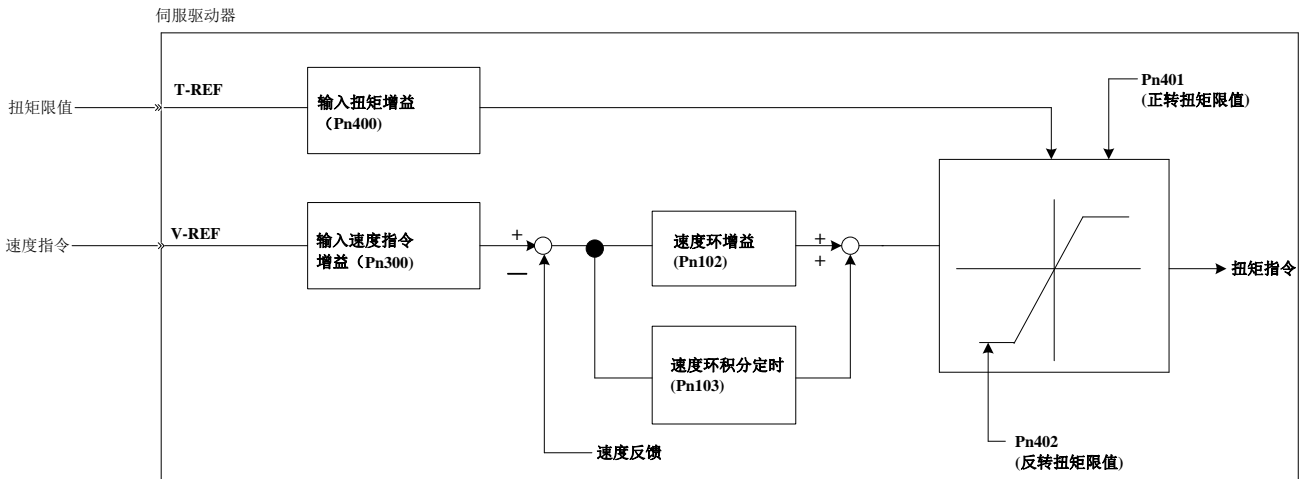 伺服驱动器
扭矩限值
T-REF
输入扭矩增益
（Pn400)
Pn401
(正转扭矩限值)
速度指令
V-REF
输入速度指令
增益（Pn300)
+
—
速度环增益
(Pn102)
+
+
扭矩指令
速度环积分定时
(Pn103)
速度反馈
Pn402
(反转扭矩限值)